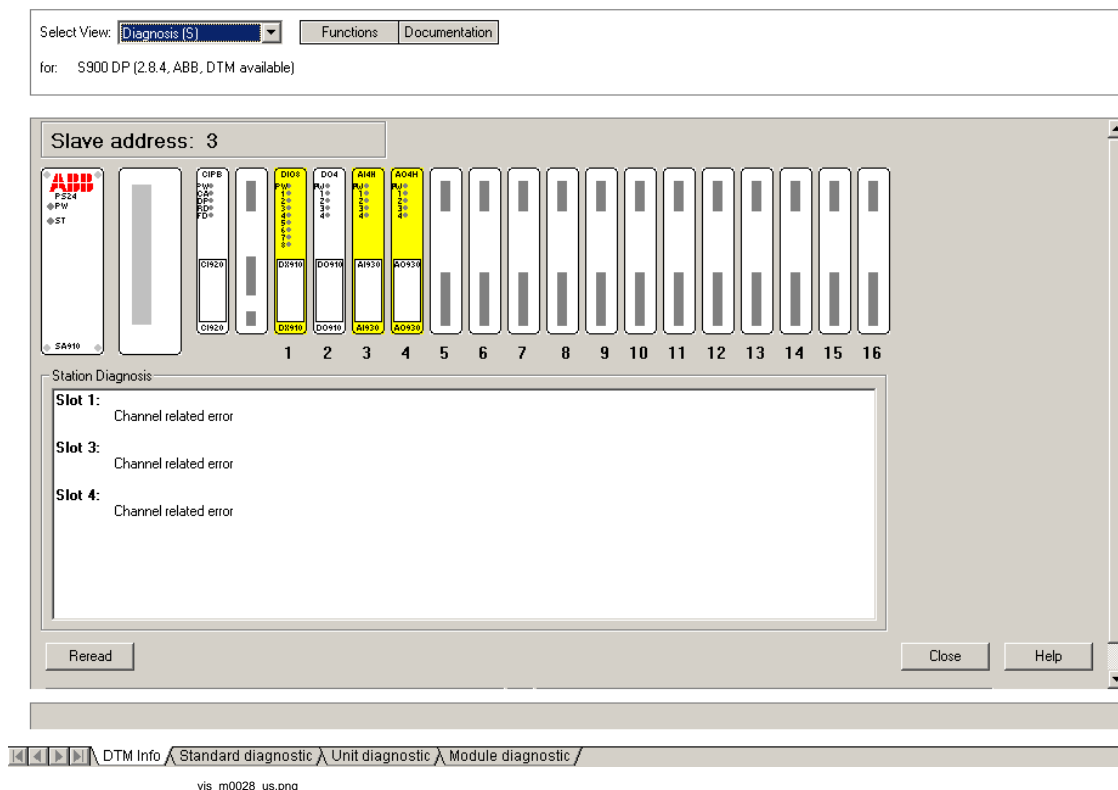 Select View: Diagnosis (S) Functions Documentation
for: S900 DP (2.8.4, ABB, DTM available)
Slave address: 3
ABB
PS24
PW
ST
SA910
CIPB
PW
CA
DP
RD
FD
CI920
CI920
DIO8
PW
1
2
3
4
5
6
7
8
DX910
DX910
DO4
PW
1
2
3
4
DO910
DO910
AI4H
PW
1
2
3
4
AI930
AI930
AO4H
PW
1
2
3
4
AO930
AO930
1 2 3 4 5 6 7 8 9 10 11 12 13 14 15 16
Station Diagnosis
Slot 1:
Channel related error
Slot 3:
Channel related error
Slot 4:
Channel related error
Reread Close Help
DTM Info Standard diagnostic Unit diagnostic Module diagnostic
vis_m0028_us.png